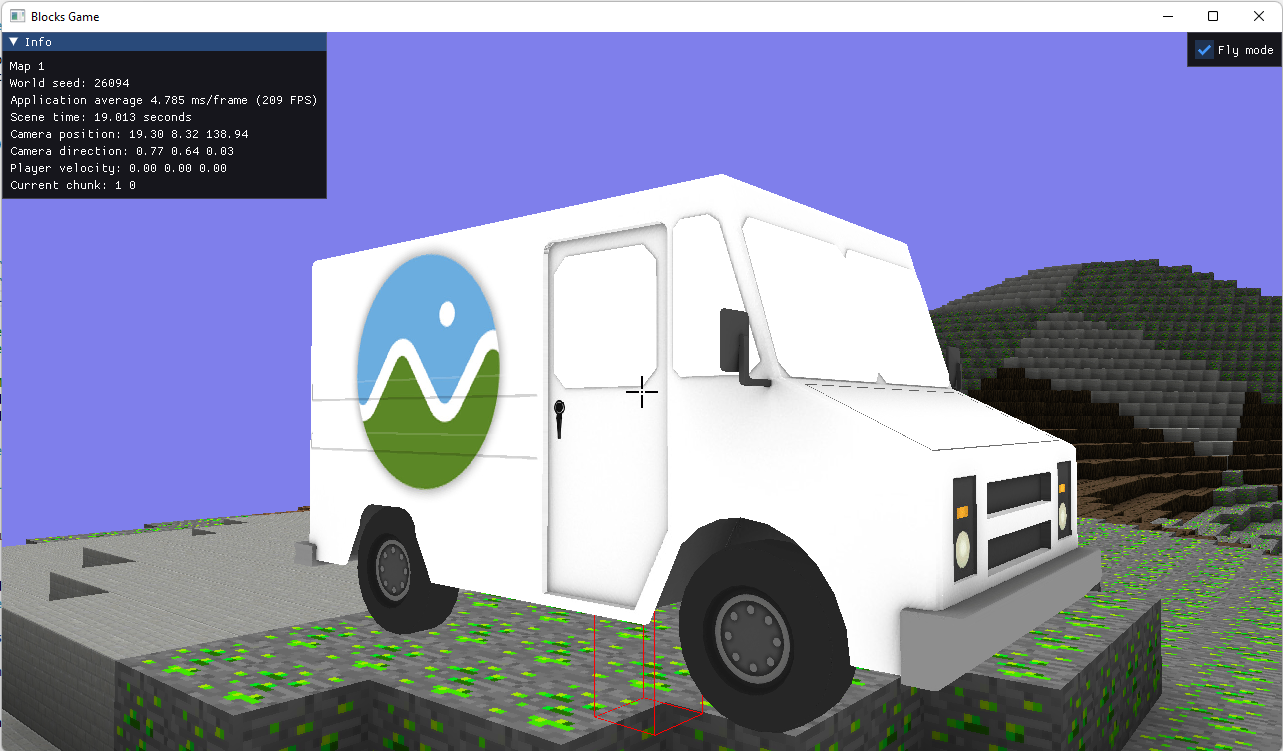 Blocks Game
Info
Fly mode
Map 1
World seed: 26094
Application average 4.785 ms/frame (209 FPS)
Scene time: 19.013 seconds
Camera position: 19.30 8.32 138.94
Camera direction: 0.77 0.64 0.03
Player velocity: 0.00 0.00 0.00
Current chunk: 1 0